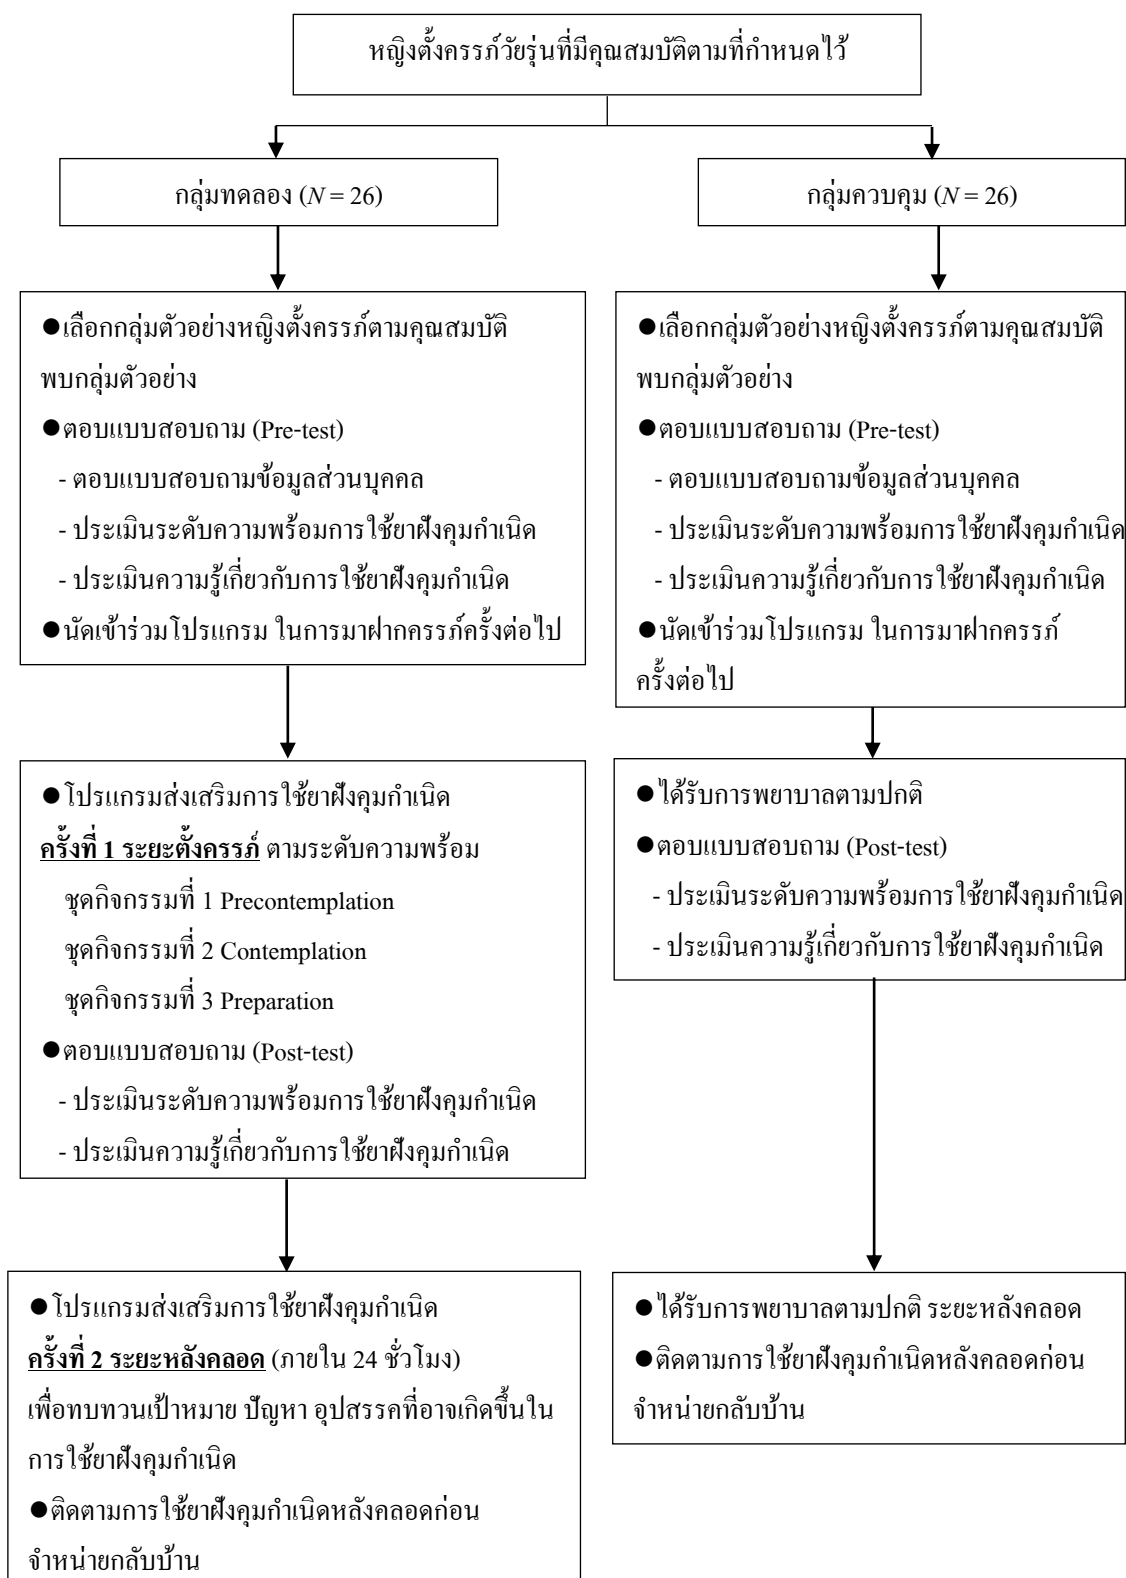 หญิงตั้งครรภ์วัยรุ่นที่มีคุณสมบัติตามที่กำหนดไว้
กลุ่มทดลอง (N = 26)
กลุ่มควบคุม (N = 26)
●เลือกกลุ่มตัวอย่างหญิงตั้งครรภ์ตามคุณสมบัติ
พบกลุ่มตัวอย่าง
●ตอบแบบสอบถาม (Pre-test)
- ตอบแบบสอบถามข้อมูลส่วนบุคคล
- ประเมินระดับความพร้อมการใช้ยาฝังคุมกำเนิด
- ประเมินความรู้เกี่ยวกับการใช้ยาฝังคุมกำเนิด
●นัดเข้าร่วมโปรแกรม ในการมาฝากครรภ์ครั้งต่อไป
●เลือกกลุ่มตัวอย่างหญิงตั้งครรภ์ตามคุณสมบัติ
พบกลุ่มตัวอย่าง
●ตอบแบบสอบถาม (Pre-test)
- ตอบแบบสอบถามข้อมูลส่วนบุคคล
- ประเมินระดับความพร้อมการใช้ยาฝังคุมกำเนิด
- ประเมินความรู้เกี่ยวกับการใช้ยาฝังคุมกำเนิด
●นัดเข้าร่วมโปรแกรม ในการมาฝากครรภ์
ครั้งต่อไป
●โปรแกรมส่งเสริมการใช้ยาฝังคุมกำเนิด
ครั้งที่ 1 ระยะตั้งครรภ์ ตามระดับความพร้อม
ชุดกิจกรรมที่ 1 Precontemplation
ชุดกิจกรรมที่ 2 Contemplation
ชุดกิจกรรมที่ 3 Preparation
●ตอบแบบสอบถาม (Post-test)
- ประเมินระดับความพร้อมการใช้ยาฝังคุมกำเนิด
- ประเมินความรู้เกี่ยวกับการใช้ยาฝังคุมกำเนิด
●ได้รับการพยาบาลตามปกติ
●ตอบแบบสอบถาม (Post-test)
- ประเมินระดับความพร้อมการใช้ยาฝังคุมกำเนิด
- ประเมินความรู้เกี่ยวกับการใช้ยาฝังคุมกำเนิด
●โปรแกรมส่งเสริมการใช้ยาฝังคุมกำเนิด
ครั้งที่ 2 ระยะหลังคลอด (ภายใน 24 ชั่วโมง)
เพื่อทบทวนเป้าหมาย ปัญหา อุปสรรคที่อาจเกิดขึ้นใน
การใช้ยาฝังคุมกำเนิด
●ติดตามการใช้ยาฝังคุมกำเนิดหลังคลอดก่อน
จำหน่ายกลับบ้าน
●ได้รับการพยาบาลตามปกติ ระยะหลังคลอด
●ติดตามการใช้ยาฝังคุมกำเนิดหลังคลอดก่อน
จำหน่ายกลับบ้าน